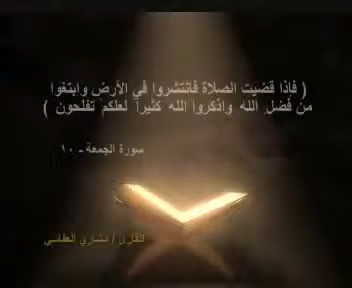 ( فإذا قضيت الصلاة فانتشروا في الأرض وابتغوا
من فضل الله واذكروا الله كثيرا لعلكم تفلحون )
سورة الجمعة - ١٠
القارئ / مشاري العفاسي